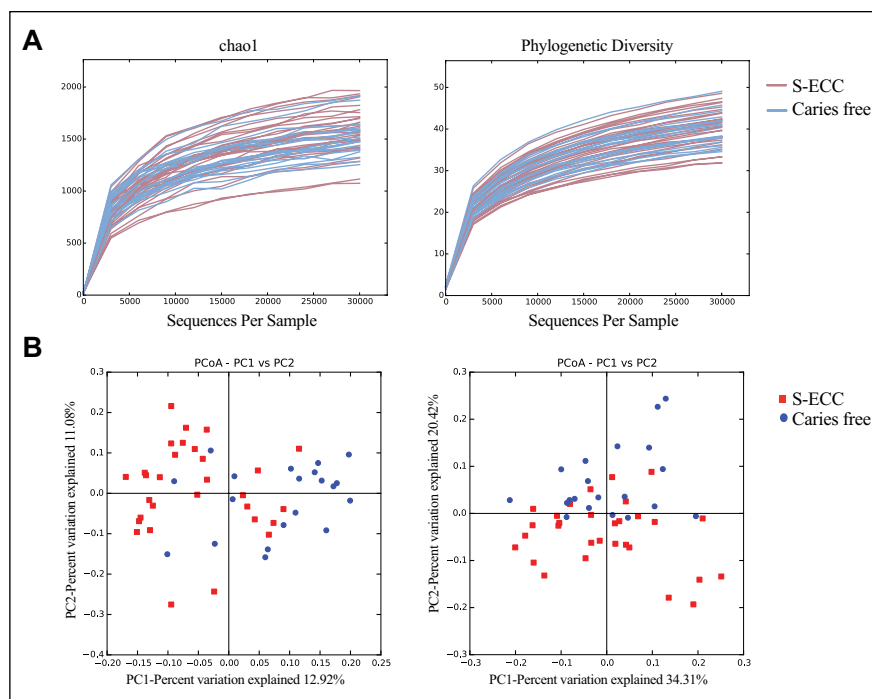 A
chao1
Phylogenetic Diversity
2000
1500
1000
500
0
0 5000 10000 15000 20000 25000 30000
Sequences Per Sample
50
40
30
20
10
0
0 5000 10000 15000 20000 25000 30000
Sequences Per Sample
S-ECC
Caries free
B
PCoA - PC1 vs PC2
PC2-Percent variation explained 11.08%
0.3
0.2
0.1
0.0
−0.1
−0.2
−0.3
−0.4
−0.20 −0.15 −0.10 −0.05 0.00 0.05 0.10 0.15 0.20 0.25
PC1-Percent variation explained 12.92%
PCoA - PC1 vs PC2
PC2-Percent variation explained 20.42%
0.3
0.2
0.1
0.0
−0.1
−0.2
−0.3
−0.3 −0.2 −0.1 0.0 0.1 0.2 0.3
PC1-Percent variation explained 34.31%
S-ECC
Caries free